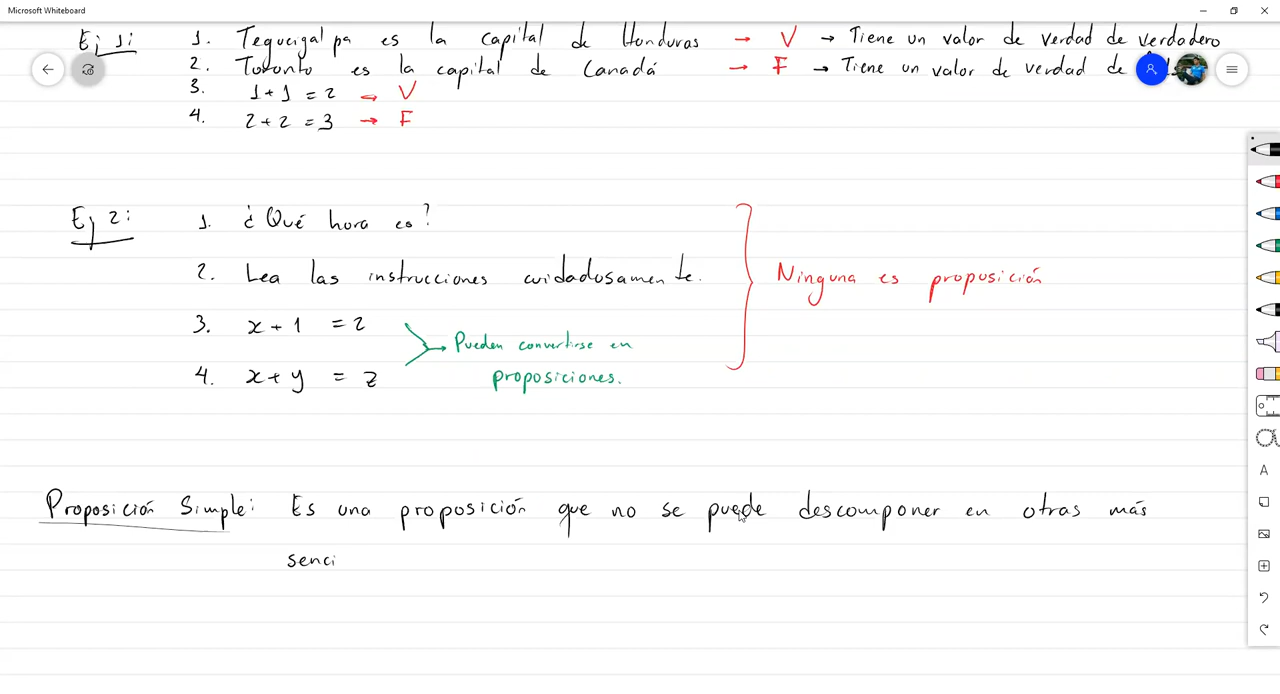 Microsoft Whiteboard
Ej 1: 1. Tegucigalpa es la capital de Honduras → V → Tiene un valor de verdad de verdadero
2. Toronto es la capital de Canadá → F → Tiene un valor de verdad de
3. 1 + 1 = 2 → V
4. 2 + 2 = 3 → F
Ej 2: 1. ¿Qué hora es?
2. Lea las instrucciones cuidadosamente.
Ninguna es proposición
3. x + 1 = 2
Pueden convertirse en
4. x + y = z
proposiciones.
Proposición Simple: Es una proposición que no se puede descomponer en otras más
senci